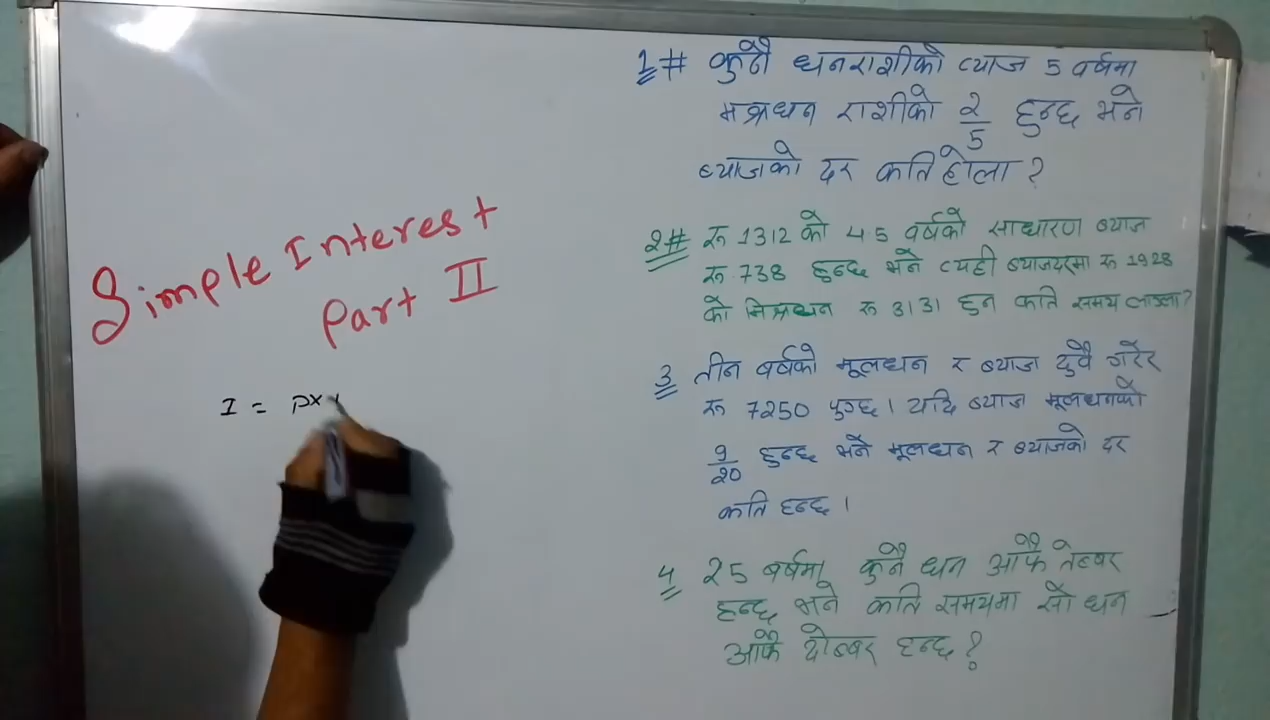 Simple Interest
Part II
I = P×
1# कुनै धनराशीको व्याज 5 वर्षमा
मिश्रधन राशीको 2/5 हुन्छ भने
ब्याजको दर कति होला?
2# रू 1312 को 4.5 वर्षको साधारण ब्याज
रू 738 हुन्छ भने त्यही ब्याजदरमा रू 1928
को मिश्रधन रू 3131 हुन कति समय लाग्ला?
3 तीन बर्षको मूलधन र ब्याज दुवै गरेर
रू 7250 पुग्छ। यदि ब्याज मूलधनको
9/20 हुन्छ भने मूलधन र ब्याजको दर
कति हुन्छ।
4 25 बर्षमा कुनै धन आफै तेब्बर
हुन्छ भने कति समयमा सो धन
आफै दोब्बर हुन्छ?